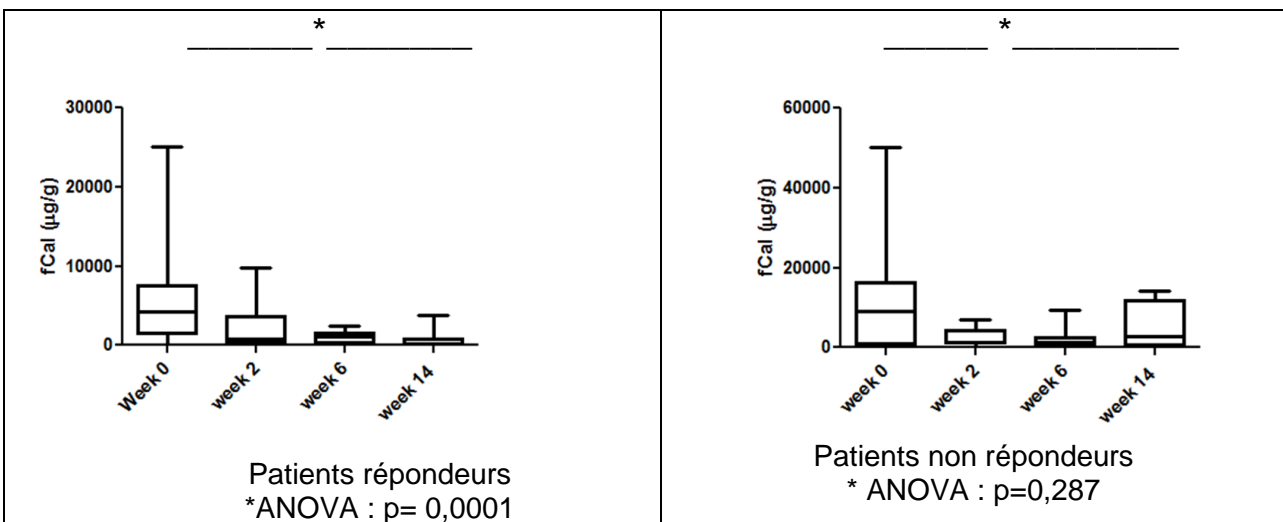 *
30000
20000
10000
0
fCal (µg/g)
Week 0
week 2
week 6
week 14
Patients répondeurs
*ANOVA : p= 0,0001
*
60000
40000
20000
0
fCal (µg/g)
week 0
week 2
week 6
week 14
Patients non répondeurs
* ANOVA : p=0,287